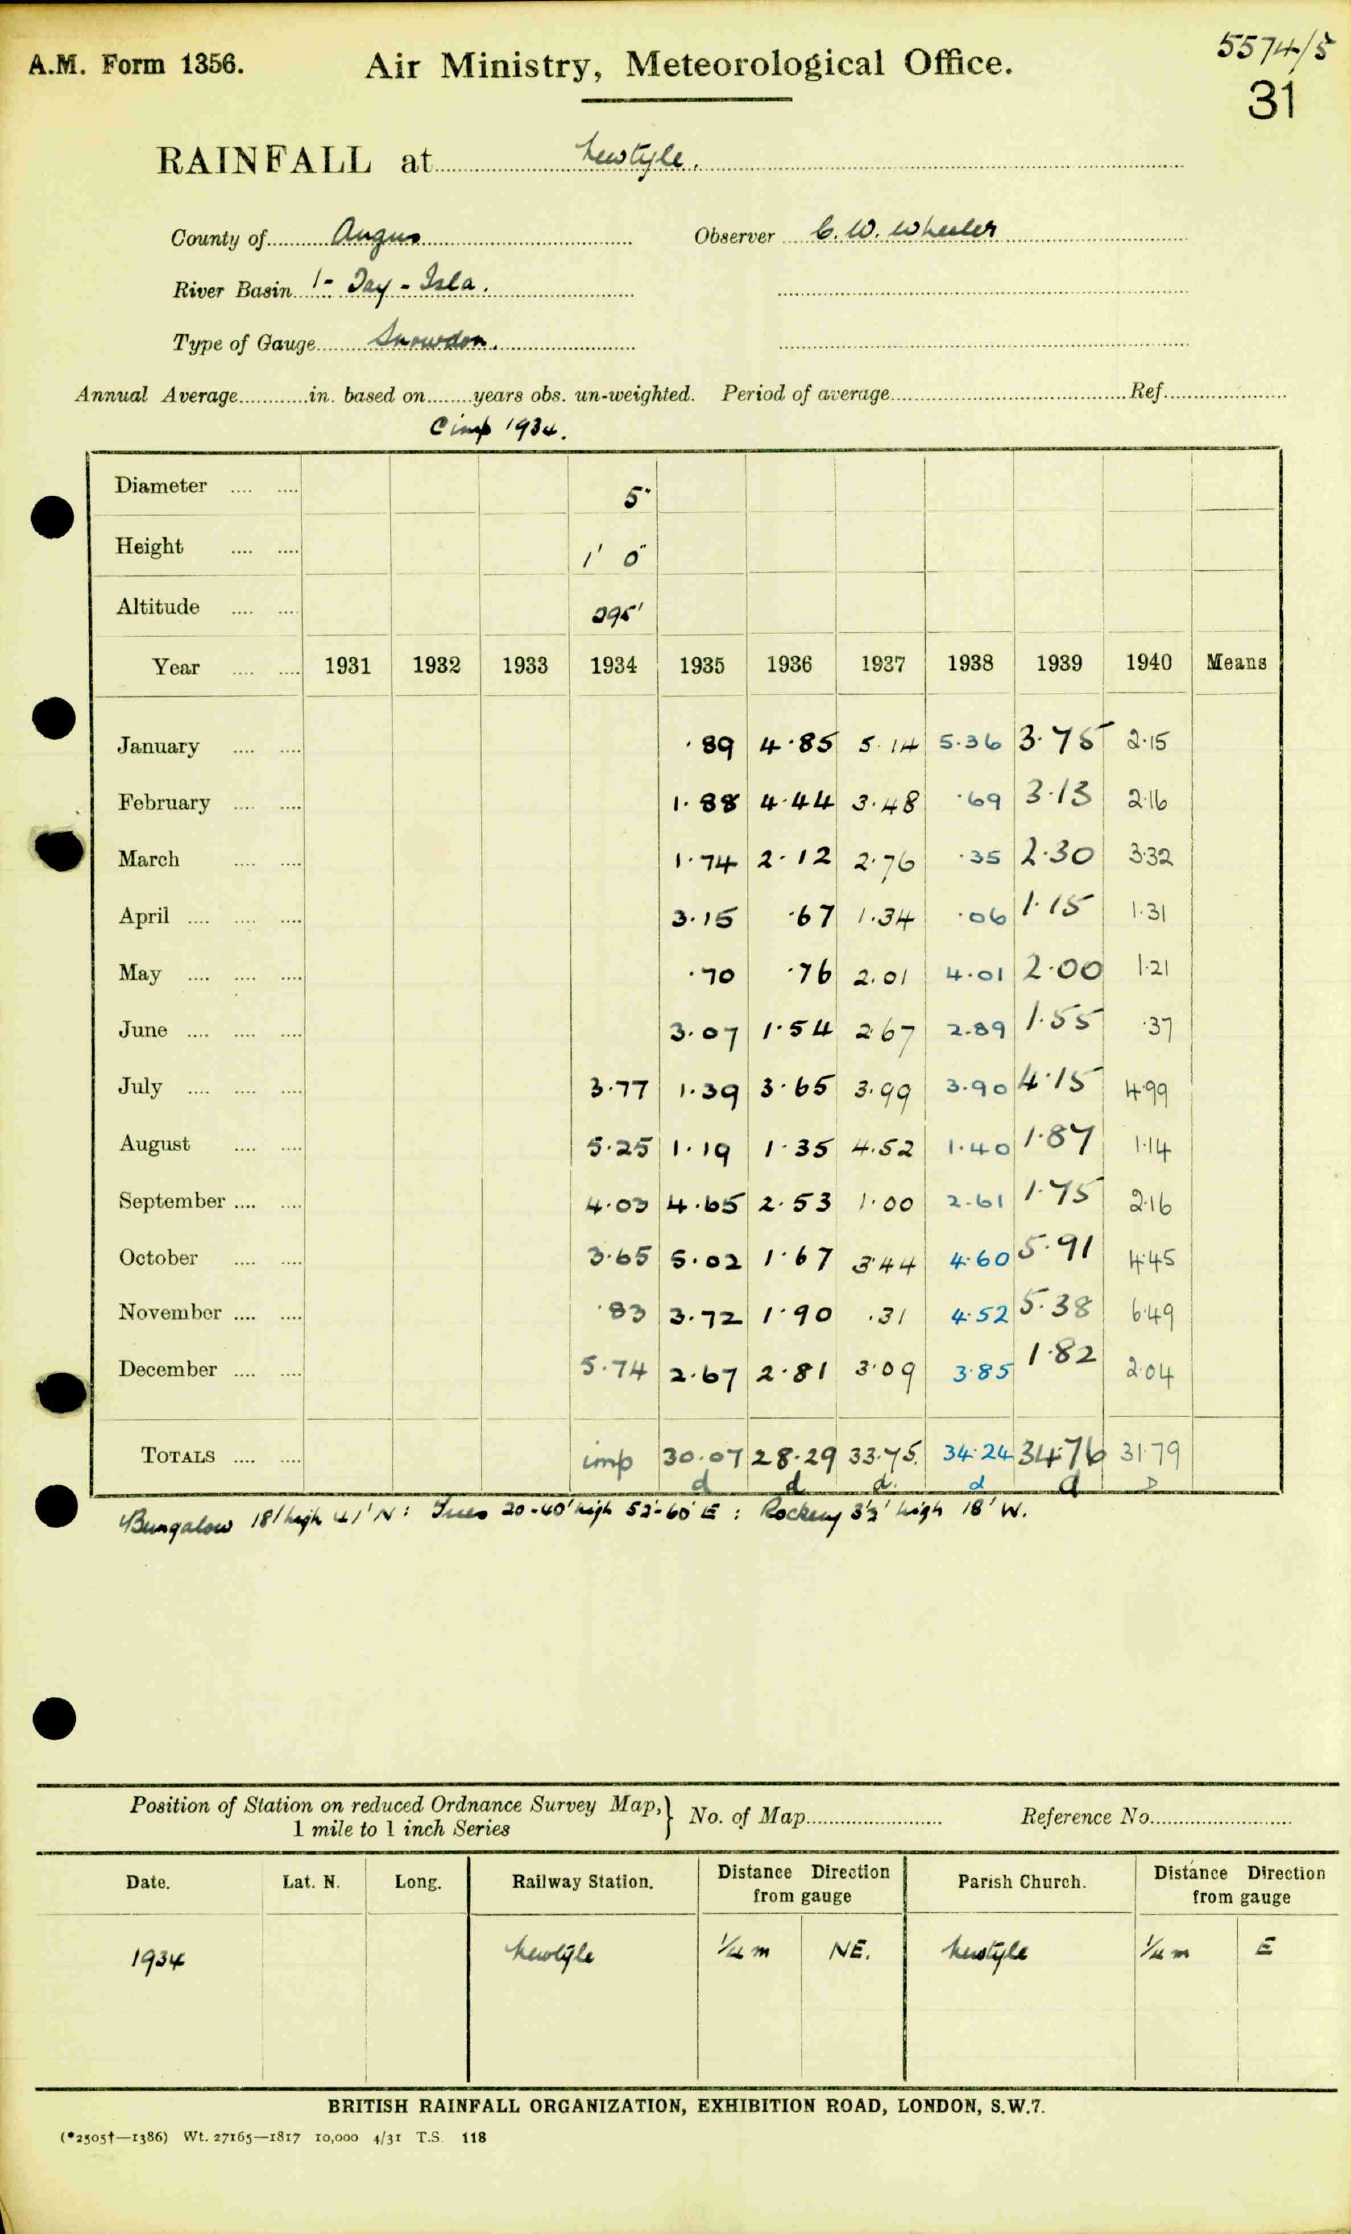 5574/5
A.M. Form 1356.
Air Ministry, Meteorological Office.
31
RAINFALL at Newtyle.
County of Angus Observer C. W. Wheeler
River Basin 1- Tay - Isla.
Type of Gauge Snowdon.
Annual Average in. based on years obs. un-weighted. Period of average Ref.
C imp 1934.
Diameter 5"
Height 1' 0"
Altitude 295'
Year 1931 1932 1933 1934 1935 1936 1937 1938 1939 1940 Means
January ·89 4·85 5·14 5·36 3·75 2·15
February 1·88 4·44 3·48 ·69 3·13 2·16
March 1·74 2·12 2·76 ·35 2·30 3·32
April 3·15 ·67 1·34 ·06 1·15 1·31
May ·70 ·76 2·01 4·01 2·00 1·21
June 3·07 1·54 2·67 2·89 1·55 ·37
July 3·77 1·39 3·65 3·99 3·90 4·15 4·99
August 5·25 1·19 1·35 4·52 1·40 1·87 1·14
September 4·03 4·65 2·53 1·00 2·61 1·75 2·16
October 3·65 5·02 1·67 3·44 4·60 5·91 4·45
November ·83 3·72 1·90 ·31 4·52 5·38 6·49
December 5·74 2·67 2·81 3·09 3·85 1·82 2·04
TOTALS imp 30·07 28·29 33·75 34·24 34·76 31·79
d d d d d D
Bungalow 18' high 41' N: Trees 20-40' high 52'-60' E: Rockery 3½' high 18' W.
Position of Station on reduced Ordnance Survey Map, 1 mile to 1 inch Series } No. of Map Reference No.
Date. Lat. N. Long. Railway Station. Distance Direction from gauge Parish Church. Distance Direction from gauge
1934 Newtyle ¼ m NE. Newtyle ¼ m E
BRITISH RAINFALL ORGANIZATION, EXHIBITION ROAD, LONDON, S.W.7.
(*2505†—1386) Wt. 27165—1817 10,000 4/31 T.S. 118